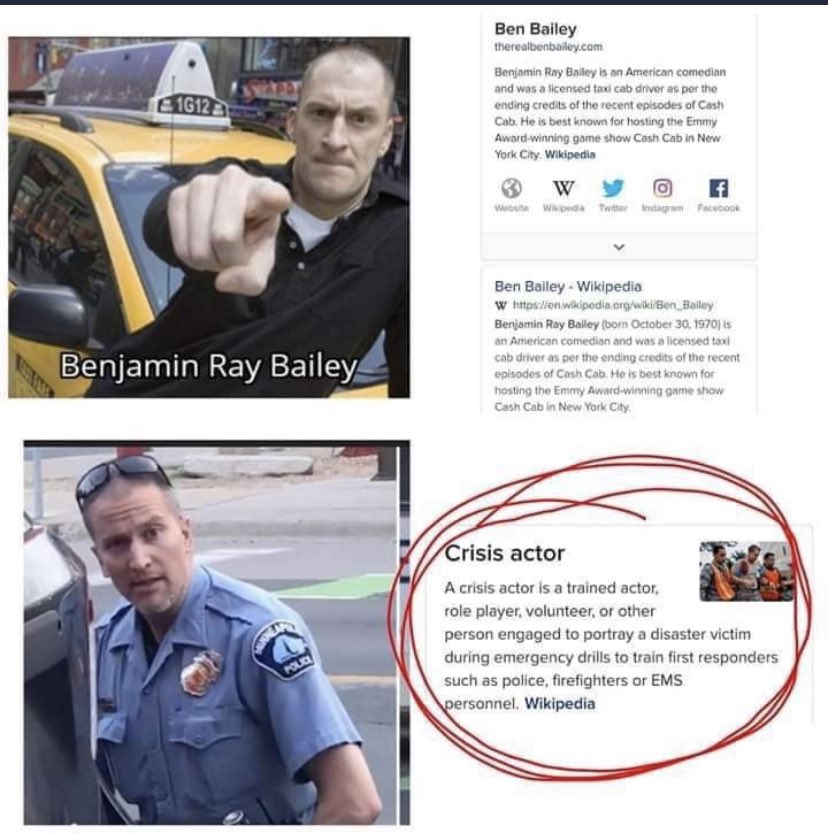 1G12
Benjamin Ray Bailey
Ben Bailey
therealbenbailey.com
Benjamin Ray Bailey is an American comedian
and was a licensed taxi cab driver as per the
ending credits of the recent episodes of Cash
Cab. He is best known for hosting the Emmy
Award-winning game show Cash Cab in New
York City. Wikipedia
W
Website Wikipedia Twitter Instagram Facebook
Ben Bailey - Wikipedia
W https://en.wikipedia.org/wiki/Ben_Bailey
Benjamin Ray Bailey (born October 30, 1970) is
an American comedian and was a licensed taxi
cab driver as per the ending credits of the recent
episodes of Cash Cab. He is best known for
hosting the Emmy Award-winning game show
Cash Cab in New York City.
MINNEAPOLIS
POLICE
Crisis actor
A crisis actor is a trained actor,
role player, volunteer, or other
person engaged to portray a disaster victim
during emergency drills to train first responders
such as police, firefighters or EMS
personnel. Wikipedia